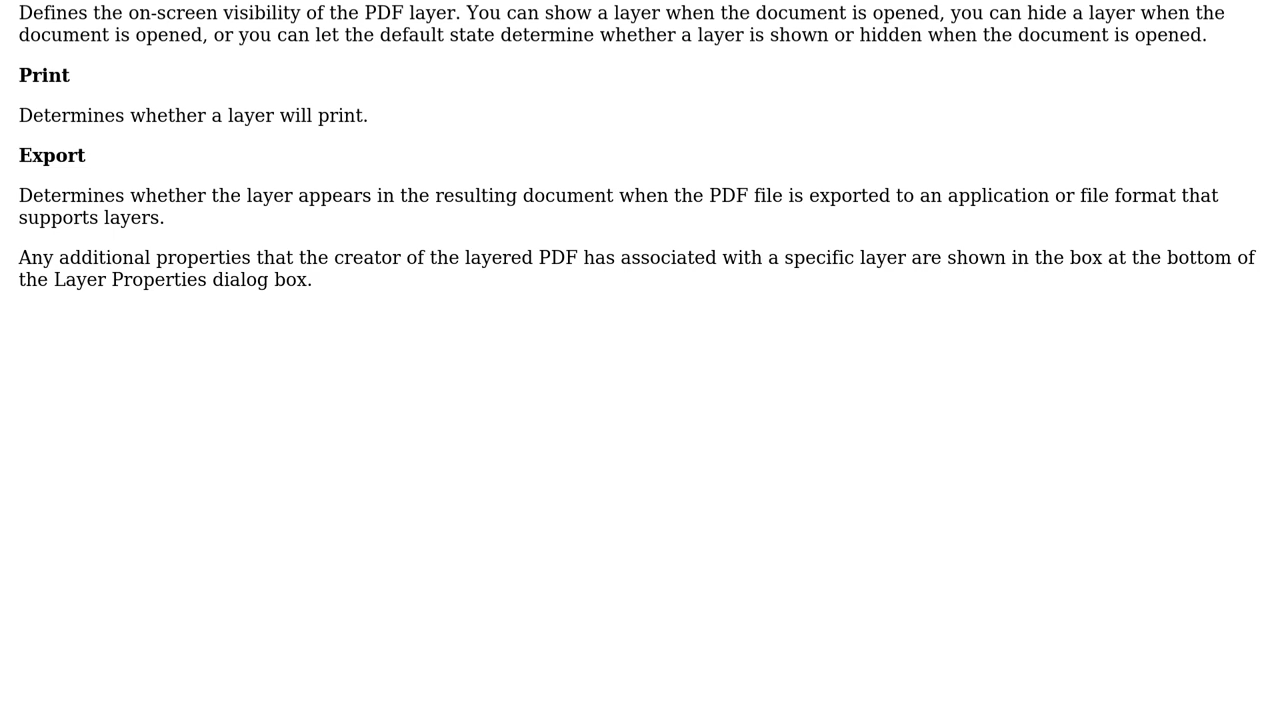 Defines the on-screen visibility of the PDF layer. You can show a layer when the document is opened, you can hide a layer when the
document is opened, or you can let the default state determine whether a layer is shown or hidden when the document is opened.
Print
Determines whether a layer will print.
Export
Determines whether the layer appears in the resulting document when the PDF file is exported to an application or file format that
supports layers.
Any additional properties that the creator of the layered PDF has associated with a specific layer are shown in the box at the bottom of
the Layer Properties dialog box.